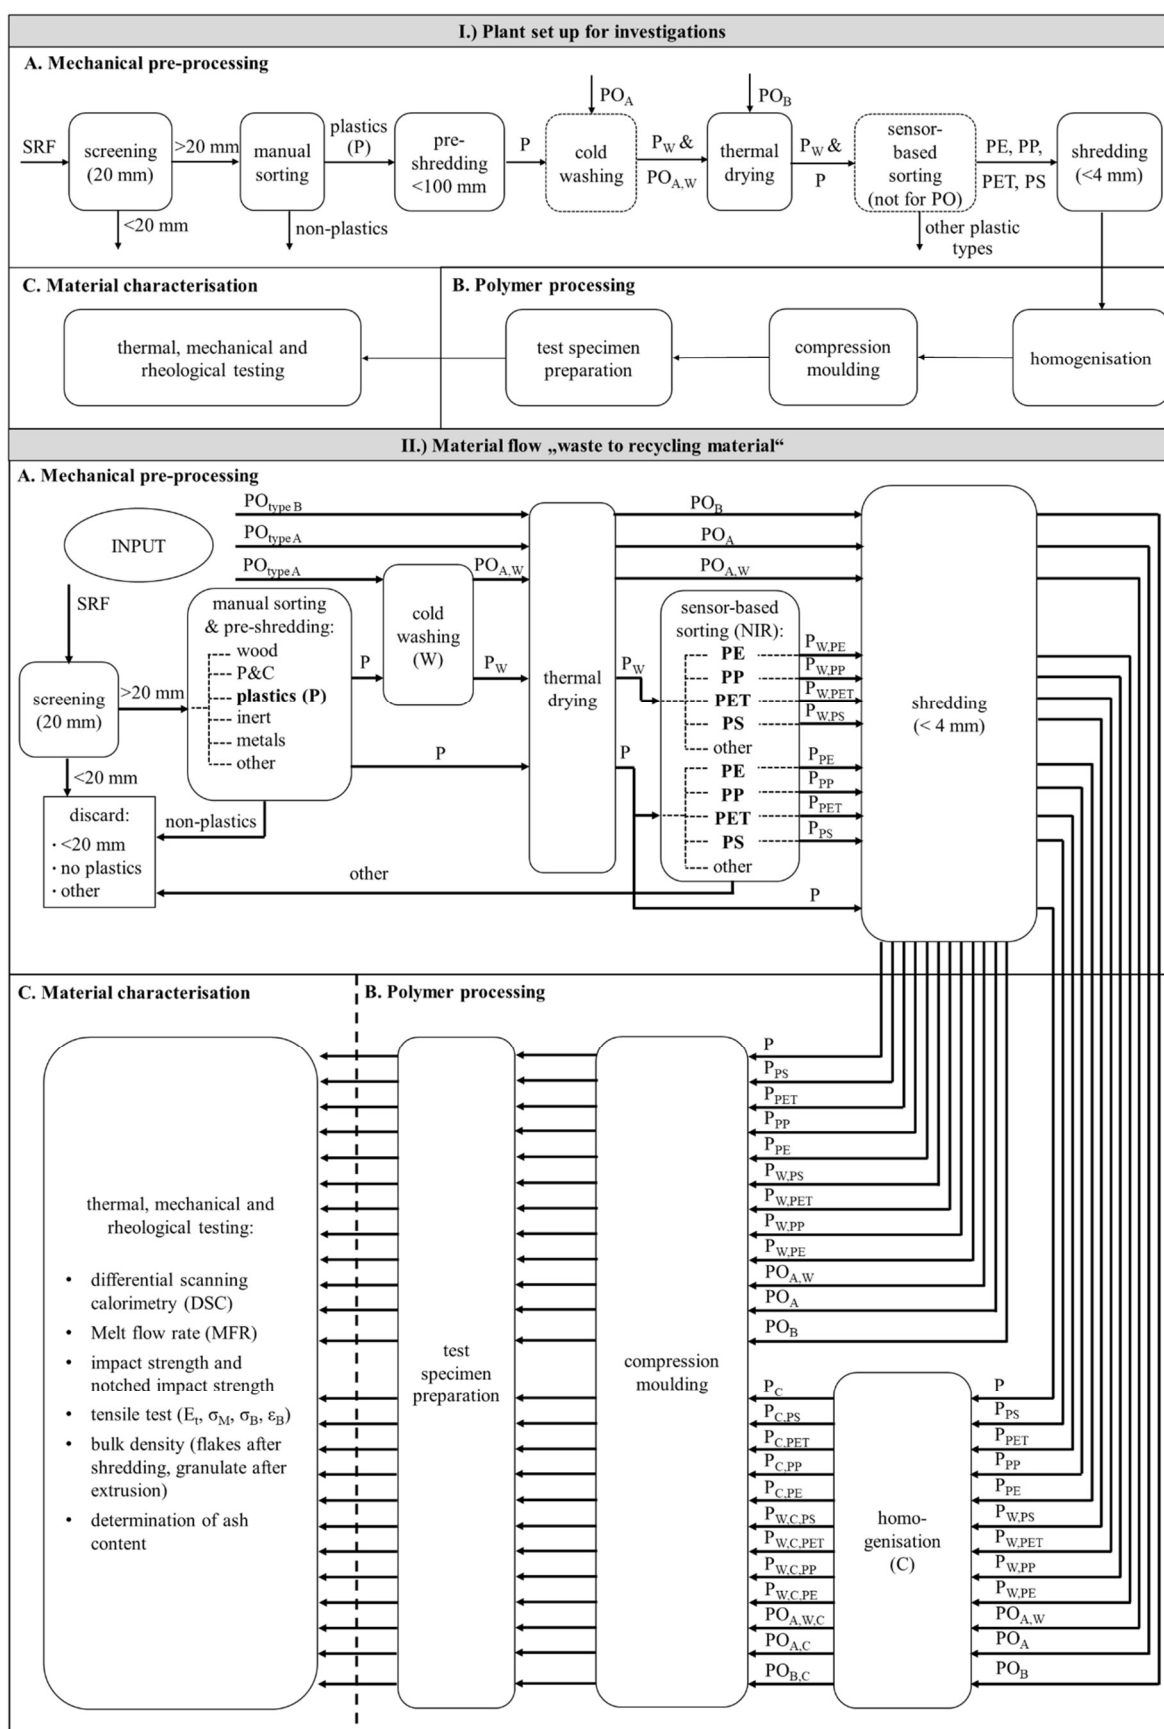 I.) Plant set up for investigations
A. Mechanical pre-processing
SRF
screening
(20 mm)
>20 mm
<20 mm
manual
sorting
non-plastics
plastics
(P)
pre-
shredding
<100 mm
P
PO_A
cold
washing
P_W &
PO_A,W
PO_B
thermal
drying
P_W &
P
sensor-
based
sorting
(not for PO)
other plastic
types
PE, PP,
PET, PS
shredding
(<4 mm)
C. Material characterisation
thermal, mechanical and
rheological testing
B. Polymer processing
test specimen
preparation
compression
moulding
homogenisation
II.) Material flow „waste to recycling material“
A. Mechanical pre-processing
INPUT
PO_type B
PO_type A
PO_type A
SRF
screening
(20 mm)
>20 mm
<20 mm
discard:
· <20 mm
· no plastics
· other
manual sorting
& pre-shredding:
wood
P&C
plastics (P)
inert
metals
other
non-plastics
other
P
P
cold
washing
(W)
PO_A,W
P_W
thermal
drying
PO_B
PO_A
PO_A,W
P_W
P
sensor-based
sorting (NIR):
PE
PP
PET
PS
other
PE
PP
PET
PS
other
P_W,PE
P_W,PP
P_W,PET
P_W,PS
P_PE
P_PP
P_PET
P_PS
P
shredding
(< 4 mm)
C. Material characterisation
thermal, mechanical and
rheological testing:
• differential scanning
calorimetry (DSC)
• Melt flow rate (MFR)
• impact strength and
notched impact strength
• tensile test (E_t, σ_M, σ_B, ε_B)
• bulk density (flakes after
shredding, granulate after
extrusion)
• determination of ash
content
B. Polymer processing
test
specimen
preparation
compression
moulding
P
P_PS
P_PET
P_PP
P_PE
P_W,PS
P_W,PET
P_W,PP
P_W,PE
PO_A,W
PO_A
PO_B
P_C
P_C,PS
P_C,PET
P_C,PP
P_C,PE
P_W,C,PS
P_W,C,PET
P_W,C,PP
P_W,C,PE
PO_A,W,C
PO_A,C
PO_B,C
homo-
genisation
(C)
P
P_PS
P_PET
P_PP
P_PE
P_W,PS
P_W,PET
P_W,PP
P_W,PE
PO_A,W
PO_A
PO_B